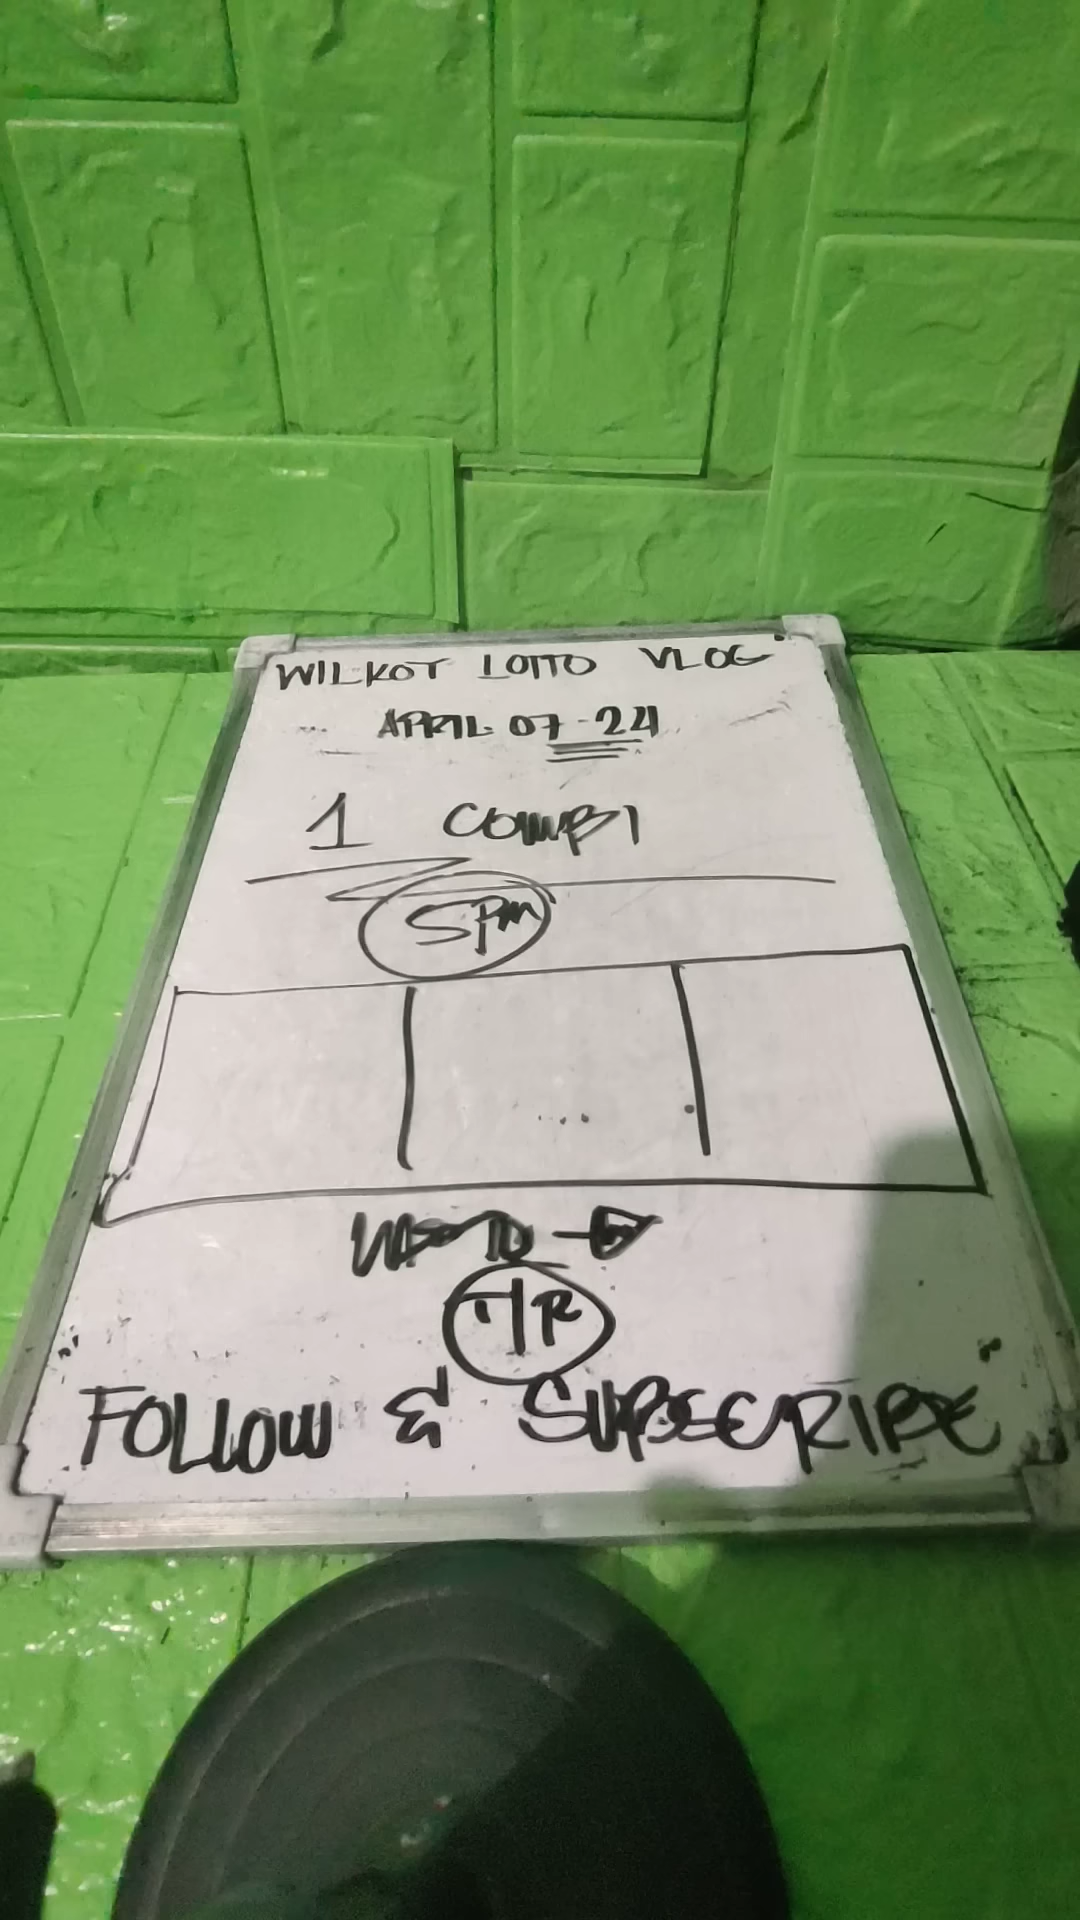 WILKOT LOTTO VLOG
APRIL 07-24
1 COMBI
5pm
T/R
FOLLOW & SUBSCRIBE